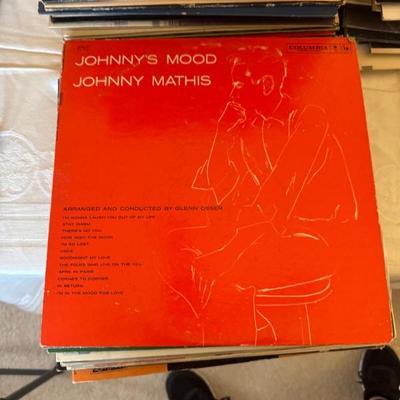 COLUMBIA
JOHNNY'S MOOD
JOHNNY MATHIS
ARRANGED AND CONDUCTED BY GLENN OSSER
I'M GONNA LAUGH YOU OUT OF MY LIFE
STAY WARM
THERE'S NO YOU
HOW HIGH THE MOON
I'M SO LOST
GOODNIGHT MY LOVE
THE FOLKS WHO LIVE ON THE HILL
APRIL IN PARIS
CORNER TO CORNER
IN RETURN
I'M IN THE MOOD FOR LOVE